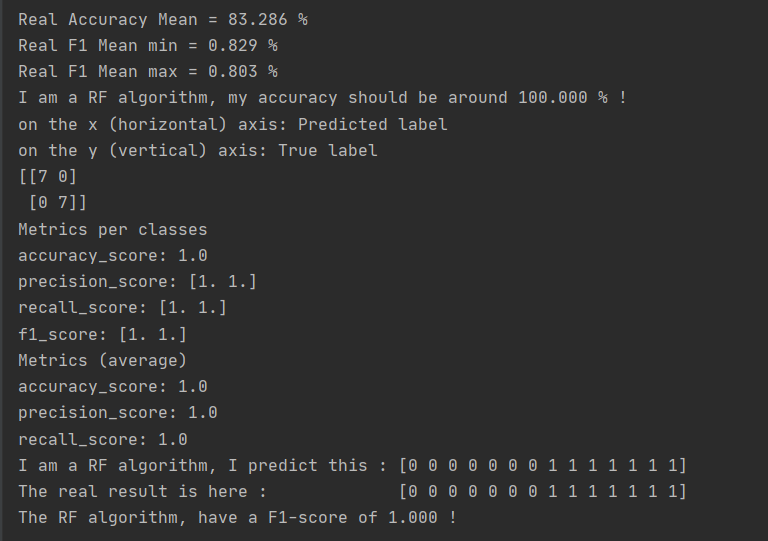 Real Accuracy Mean = 83.286 %
Real F1 Mean min = 0.829 %
Real F1 Mean max = 0.803 %
I am a RF algorithm, my accuracy should be around 100.000 % !
on the x (horizontal) axis: Predicted label
on the y (vertical) axis: True label
[[7 0]
 [0 7]]
Metrics per classes
accuracy_score: 1.0
precision_score: [1. 1.]
recall_score: [1. 1.]
f1_score: [1. 1.]
Metrics (average)
accuracy_score: 1.0
precision_score: 1.0
recall_score: 1.0
I am a RF algorithm, I predict this : [0 0 0 0 0 0 0 1 1 1 1 1 1 1]
The real result is here :             [0 0 0 0 0 0 0 1 1 1 1 1 1 1]
The RF algorithm, have a F1-score of 1.000 !